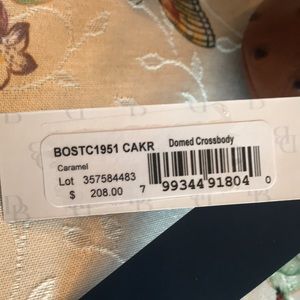 BOSTC1951 CAKR Domed Crossbody
Caramel
Lot 357584483
$ 208.00
7 99344 91804 0